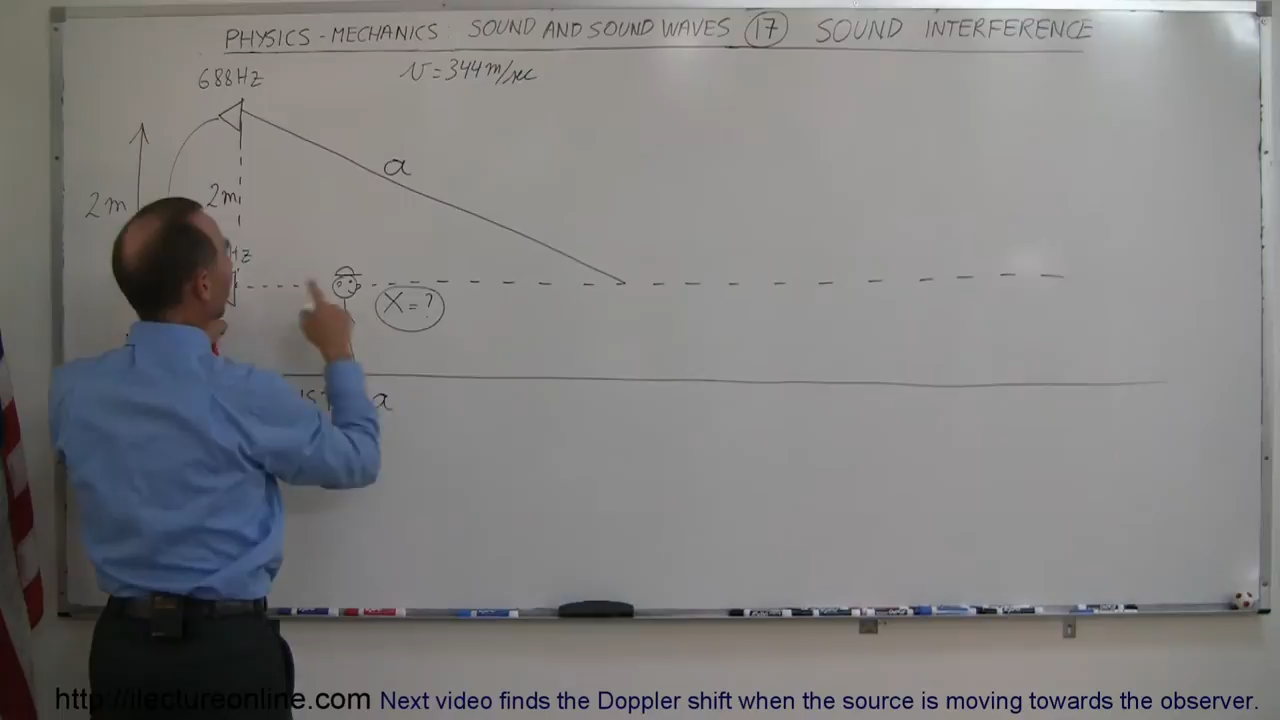 PHYSICS - MECHANICS: SOUND AND SOUND WAVES 17 SOUND INTERFERENCE
688HZ
v = 344 m/sec
a
2m
2m
HZ
X = ?
a
http://ilectureonline.com Next video finds the Doppler shift when the source is moving towards the observer.